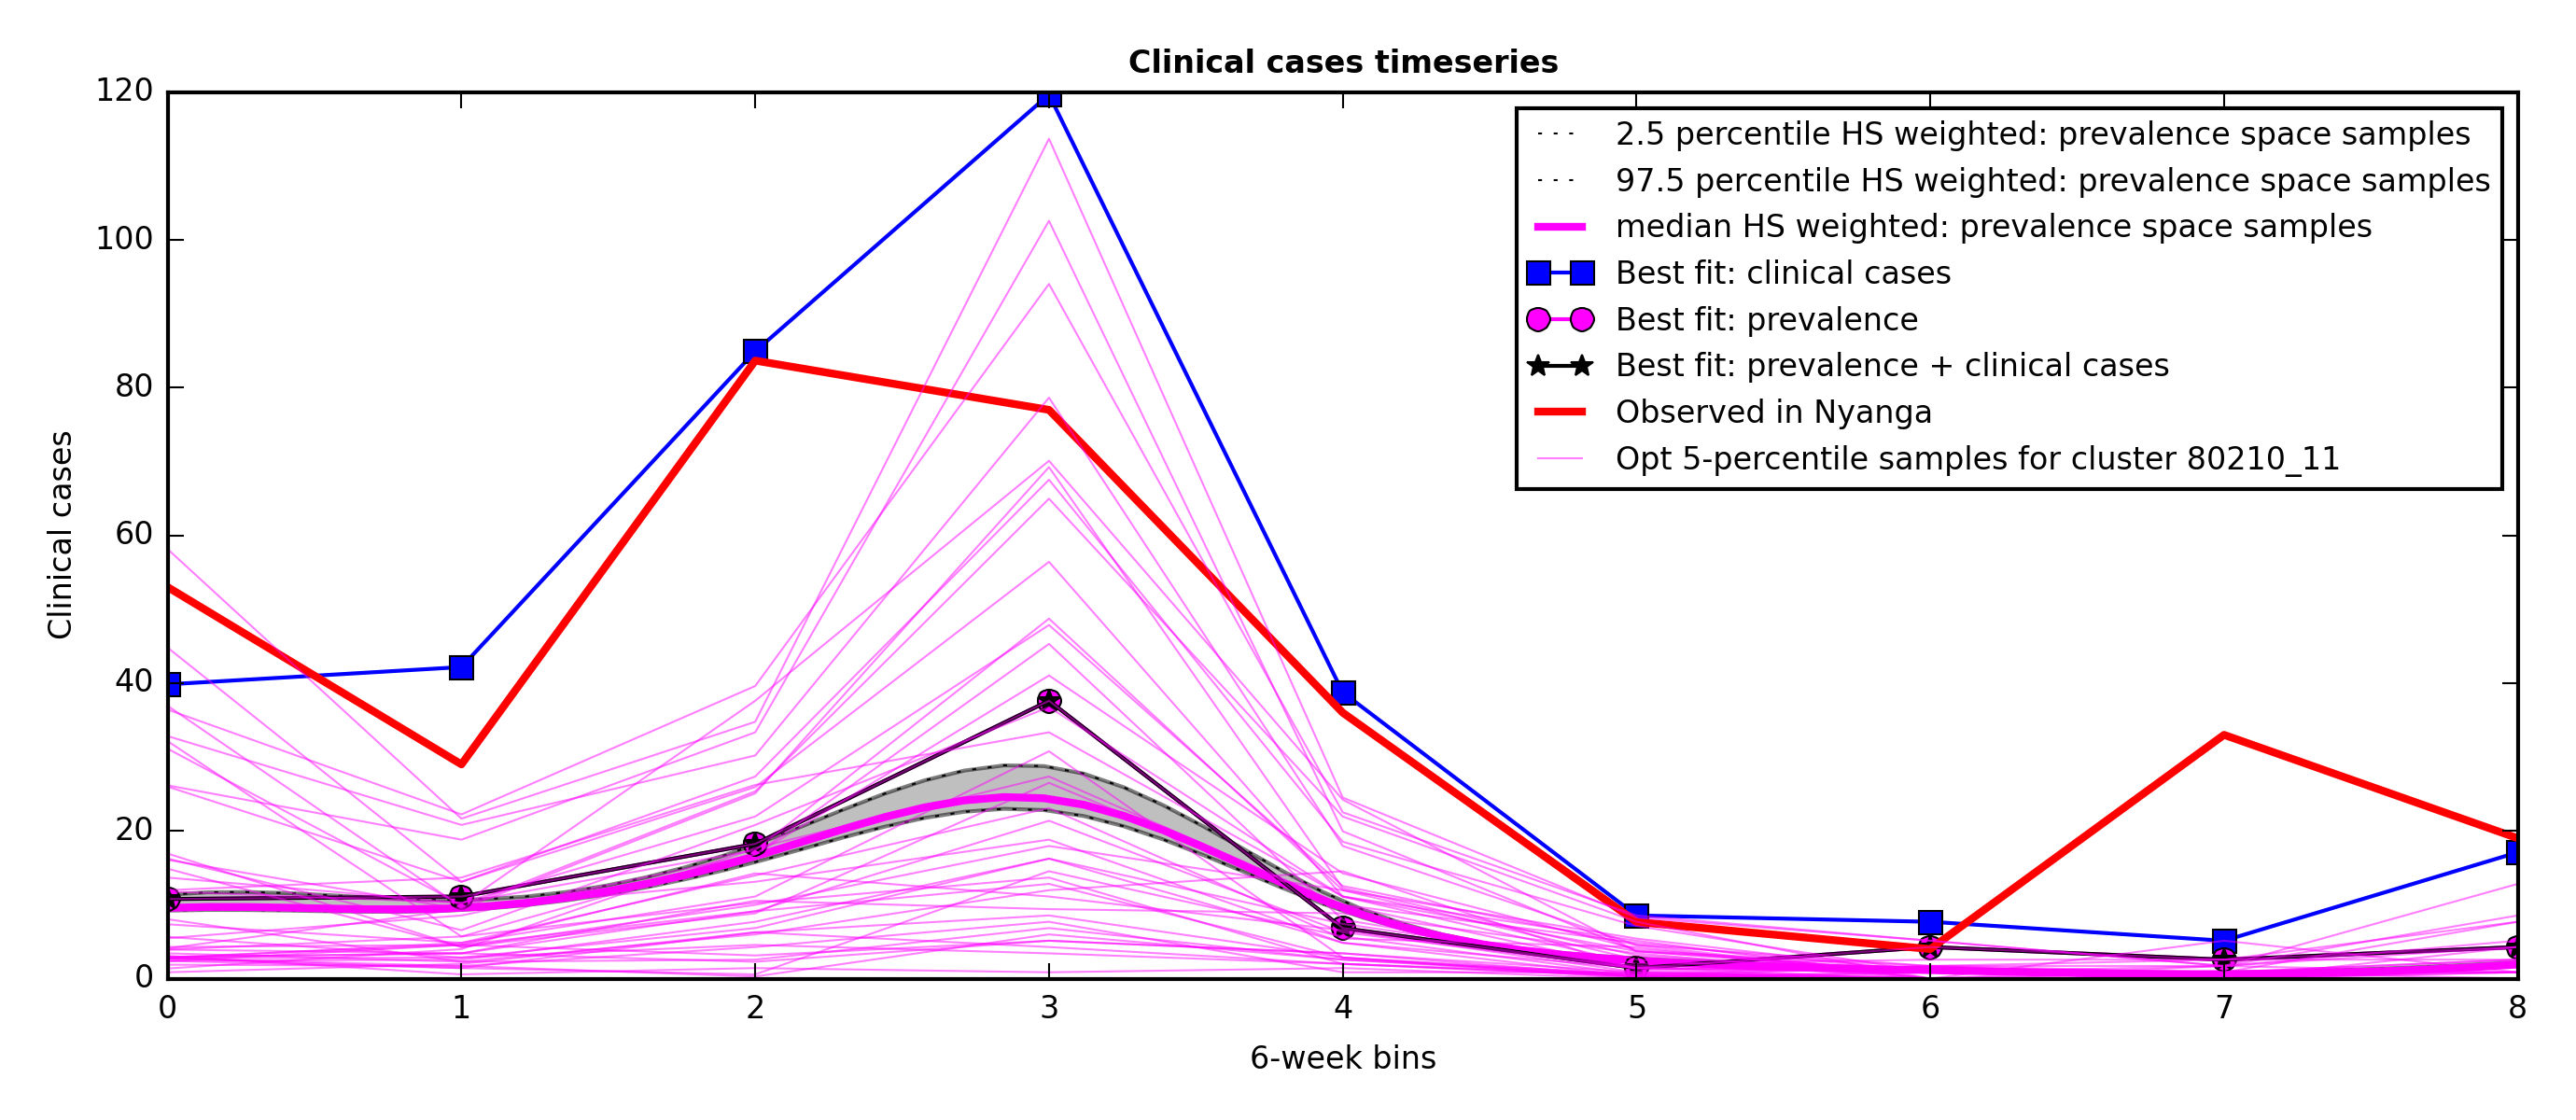 Clinical cases timeseries
120
100
80
60
40
20
0
Clinical cases
2.5 percentile HS weighted: prevalence space samples
97.5 percentile HS weighted: prevalence space samples
median HS weighted: prevalence space samples
Best fit: clinical cases
Best fit: prevalence
Best fit: prevalence + clinical cases
Observed in Nyanga
Opt 5-percentile samples for cluster 80210_11
0 1 2 3 4 5 6 7 8
6-week bins